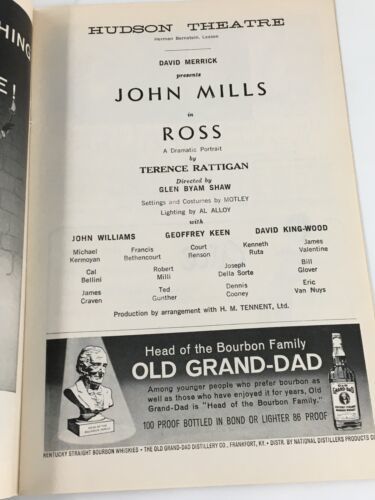 HING
E!
HUDSON THEATRE
Herman Bernstein, Lessee
DAVID MERRICK
presents
JOHN MILLS
in
ROSS
A Dramatic Portrait
by
TERENCE RATTIGAN
Directed by
GLEN BYAM SHAW
Settings and Costumes by MOTLEY
Lighting by AL ALLOY
with
JOHN WILLIAMS GEOFFREY KEEN DAVID KING-WOOD
Michael Kermoyan
Francis Bethencourt
Court Benson
Kenneth Ruta
James Valentine
Cal Bellini
Robert Milli
Joseph Della Sorte
Bill Glover
James Craven
Ted Gunther
Dennis Cooney
Eric Van Nuys
Production by arrangement with H. M. TENNENT, Ltd.
Head of the Bourbon Family
OLD GRAND-DAD
Among younger people who prefer bourbon as
well as those who have enjoyed it for years, Old
Grand-Dad is "Head of the Bourbon Family."
100 PROOF BOTTLED IN BOND OR LIGHTER 86 PROOF
HEAD OF THE BOURBON FAMILY
KENTUCKY STRAIGHT BOURBON WHISKIES • THE OLD GRAND-DAD DISTILLERY CO., FRANKFORT, KY. • DISTR. BY NATIONAL DISTILLERS PRODUCTS